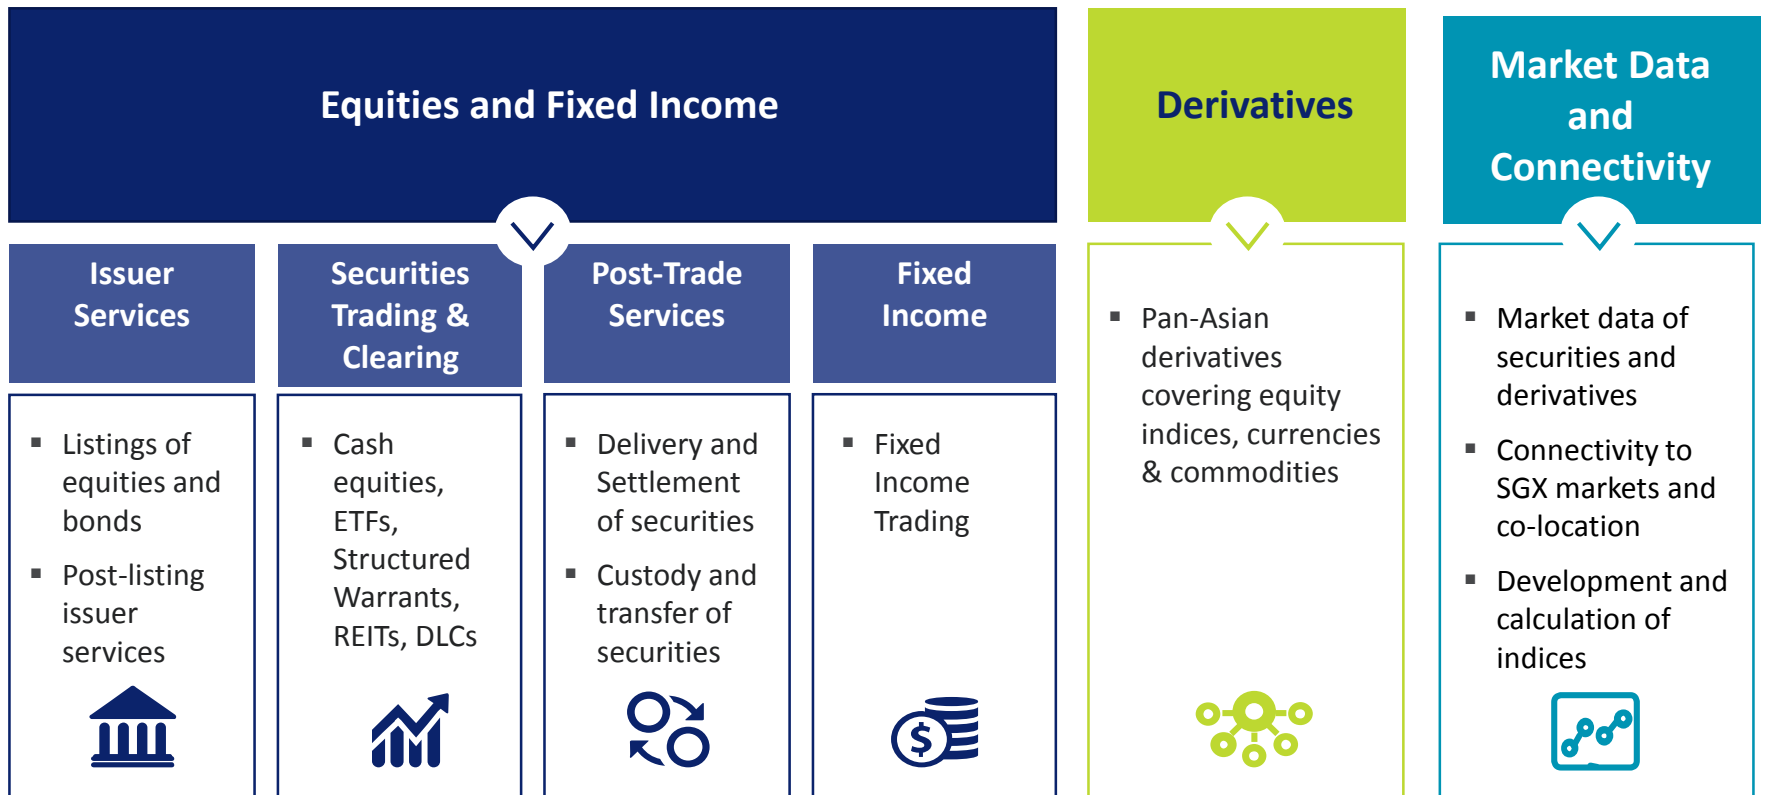 Equities and Fixed Income
Derivatives
Market Data
and
Connectivity
Issuer
Services
▪ Listings of
equities and
bonds
▪ Post-listing
issuer
services
Securities
Trading &
Clearing
▪ Cash
equities,
ETFs,
Structured
Warrants,
REITs, DLCs
Post-Trade
Services
▪ Delivery and
Settlement
of securities
▪ Custody and
transfer of
securities
Fixed
Income
▪ Fixed
Income
Trading
$
▪ Pan-Asian
derivatives
covering equity
indices, currencies
& commodities
▪ Market data of
securities and
derivatives
▪ Connectivity to
SGX markets and
co-location
▪ Development and
calculation of
indices